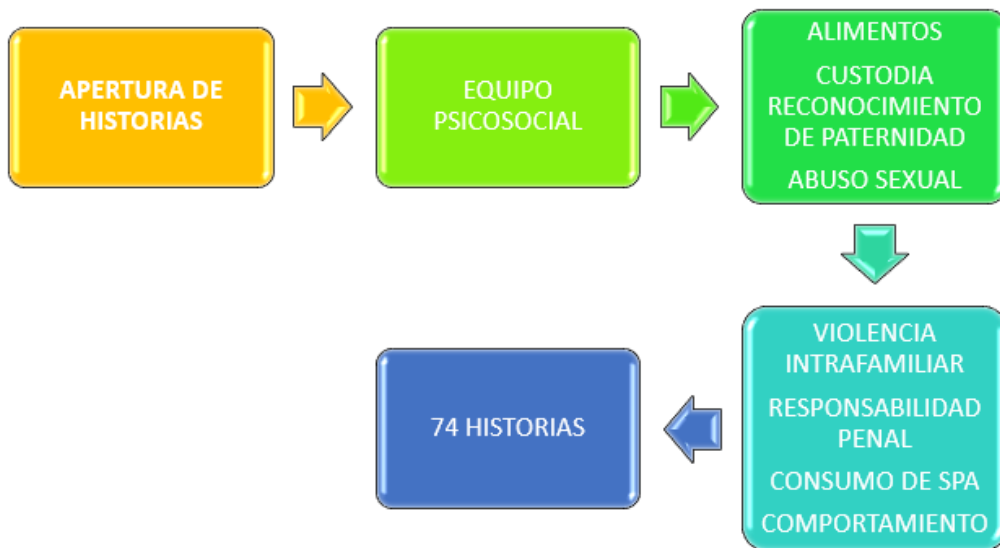 APERTURA DE
HISTORIAS
EQUIPO
PSICOSOCIAL
ALIMENTOS
CUSTODIA
RECONOCIMIENTO
DE PATERNIDAD
ABUSO SEXUAL
VIOLENCIA
INTRAFAMILIAR
RESPONSABILIDAD
PENAL
CONSUMO DE SPA
COMPORTAMIENTO
74 HISTORIAS